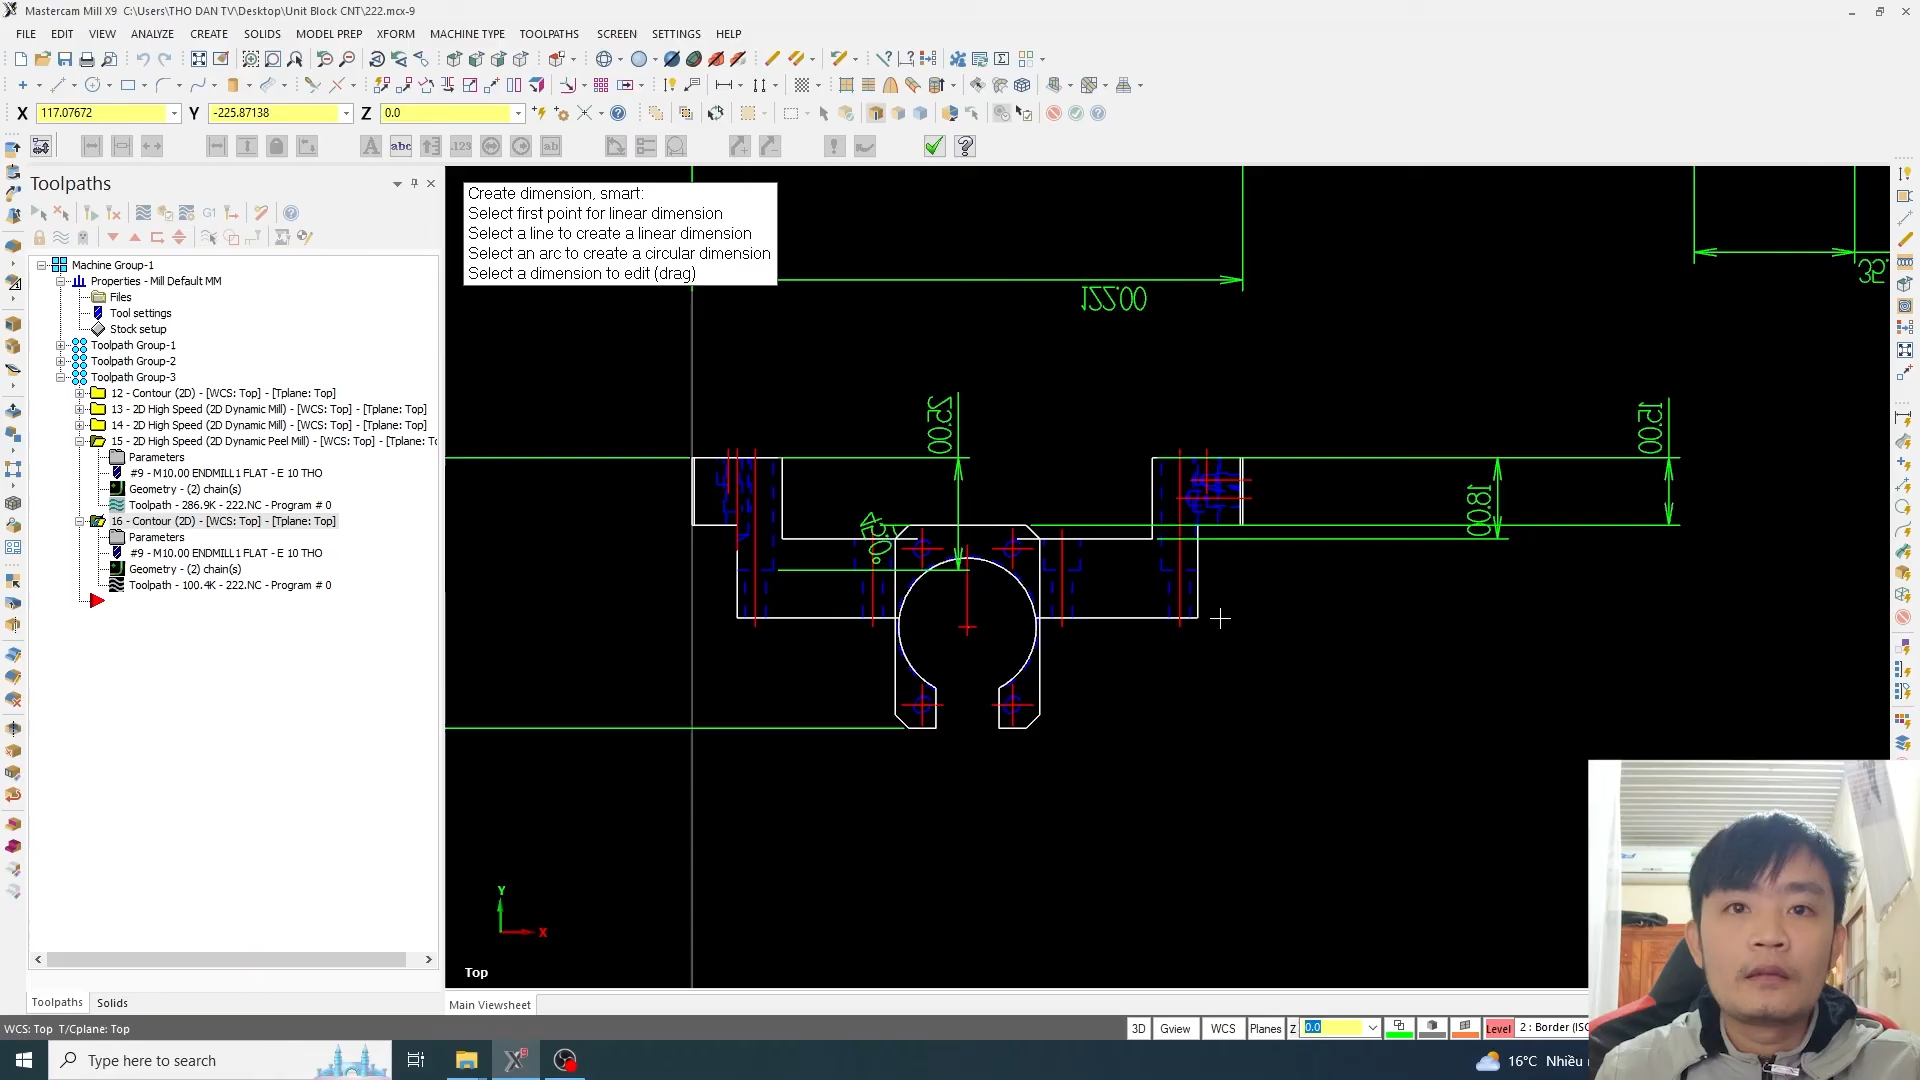 Mastercam Mill X9  C:\Users\THO DAN TV\Desktop\Unit Block CNT\222.mcx-9
FILE EDIT VIEW ANALYZE CREATE SOLIDS MODEL PREP XFORM MACHINE TYPE TOOLPATHS SCREEN SETTINGS HELP
X 117.07672 Y -225.87138 Z 0.0
abc .123 ab
Toolpaths
G1
Machine Group-1
Properties - Mill Default MM
Files
Tool settings
Stock setup
Toolpath Group-1
Toolpath Group-2
Toolpath Group-3
12 - Contour (2D) - [WCS: Top] - [Tplane: Top]
13 - 2D High Speed (2D Dynamic Mill) - [WCS: Top] - [Tplane: Top]
14 - 2D High Speed (2D Dynamic Mill) - [WCS: Top] - [Tplane: Top]
15 - 2D High Speed (2D Dynamic Peel Mill) - [WCS: Top] - [Tplane: To
Parameters
#9 - M10.00 ENDMILL1 FLAT - E 10 THO
Geometry - (2) chain(s)
Toolpath - 286.9K - 222.NC - Program # 0
16 - Contour (2D) - [WCS: Top] - [Tplane: Top]
Parameters
#9 - M10.00 ENDMILL1 FLAT - E 10 THO
Geometry - (2) chain(s)
Toolpath - 100.4K - 222.NC - Program # 0
Toolpaths Solids
Create dimension, smart:
Select first point for linear dimension
Select a line to create a linear dimension
Select an arc to create a circular dimension
Select a dimension to edit (drag)
122.00
35.
25.00
15.00
18.00
45.0°
Y
X
Top
Main Viewsheet
WCS: Top T/Cplane: Top
3D Gview WCS Planes Z 0.0 Level 2 : Border (ISO
Type here to search
16°C Nhiều